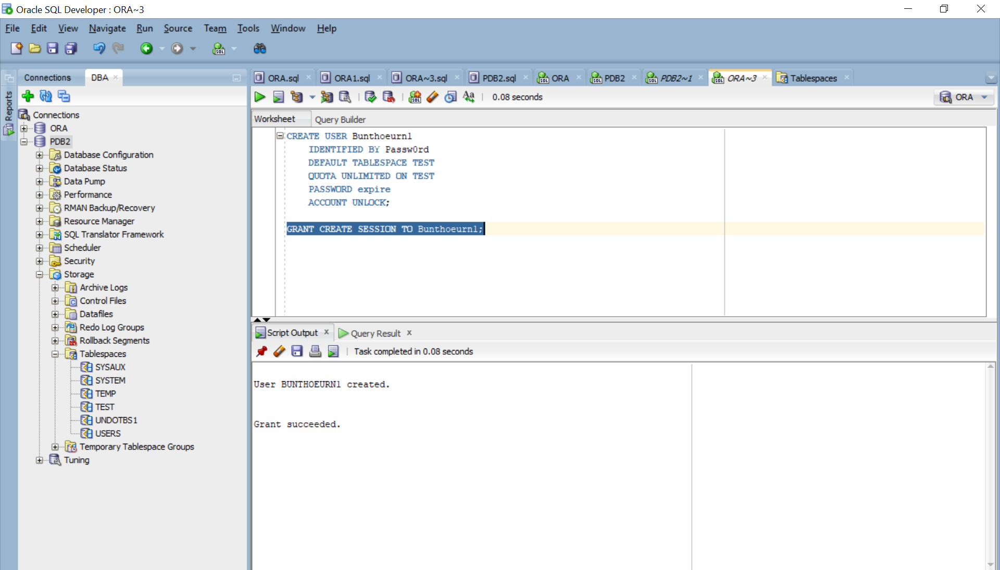 Oracle SQL Developer : ORA~3
File Edit View Navigate Run Source Team Tools Window Help
Reports
Connections
DBA
Connections
ORA
PDB2
Database Configuration
Database Status
Data Pump
Performance
RMAN Backup/Recovery
Resource Manager
SQL Translator Framework
Scheduler
Security
Storage
Archive Logs
Control Files
Datafiles
Redo Log Groups
Rollback Segments
Tablespaces
SYSAUX
SYSTEM
TEMP
TEST
UNDOTBS1
USERS
Temporary Tablespace Groups
Tuning
ORA.sql ORA1.sql ORA~3.sql PDB2.sql ORA PDB2 PDB2~1 ORA~3 Tablespaces
0.08 seconds
ORA
Worksheet Query Builder
CREATE USER Bunthoeurn1
IDENTIFIED BY Passw0rd
DEFAULT TABLESPACE TEST
QUOTA UNLIMITED ON TEST
PASSWORD expire
ACCOUNT UNLOCK;
GRANT CREATE SESSION TO Bunthoeurn1;
Script Output Query Result
Task completed in 0.08 seconds
User BUNTHOEURN1 created.
Grant succeeded.